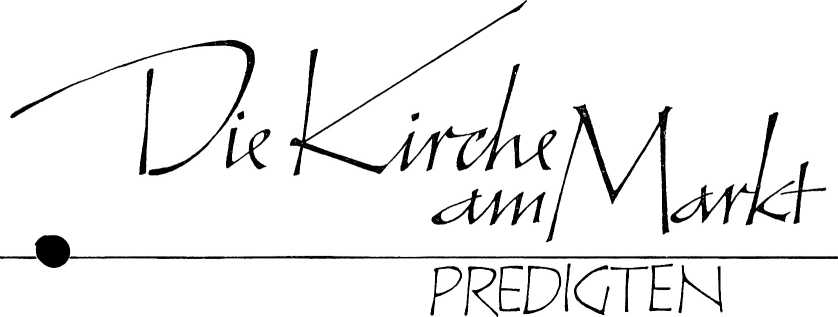 Die Kirche
am Markt
PREDIGTEN